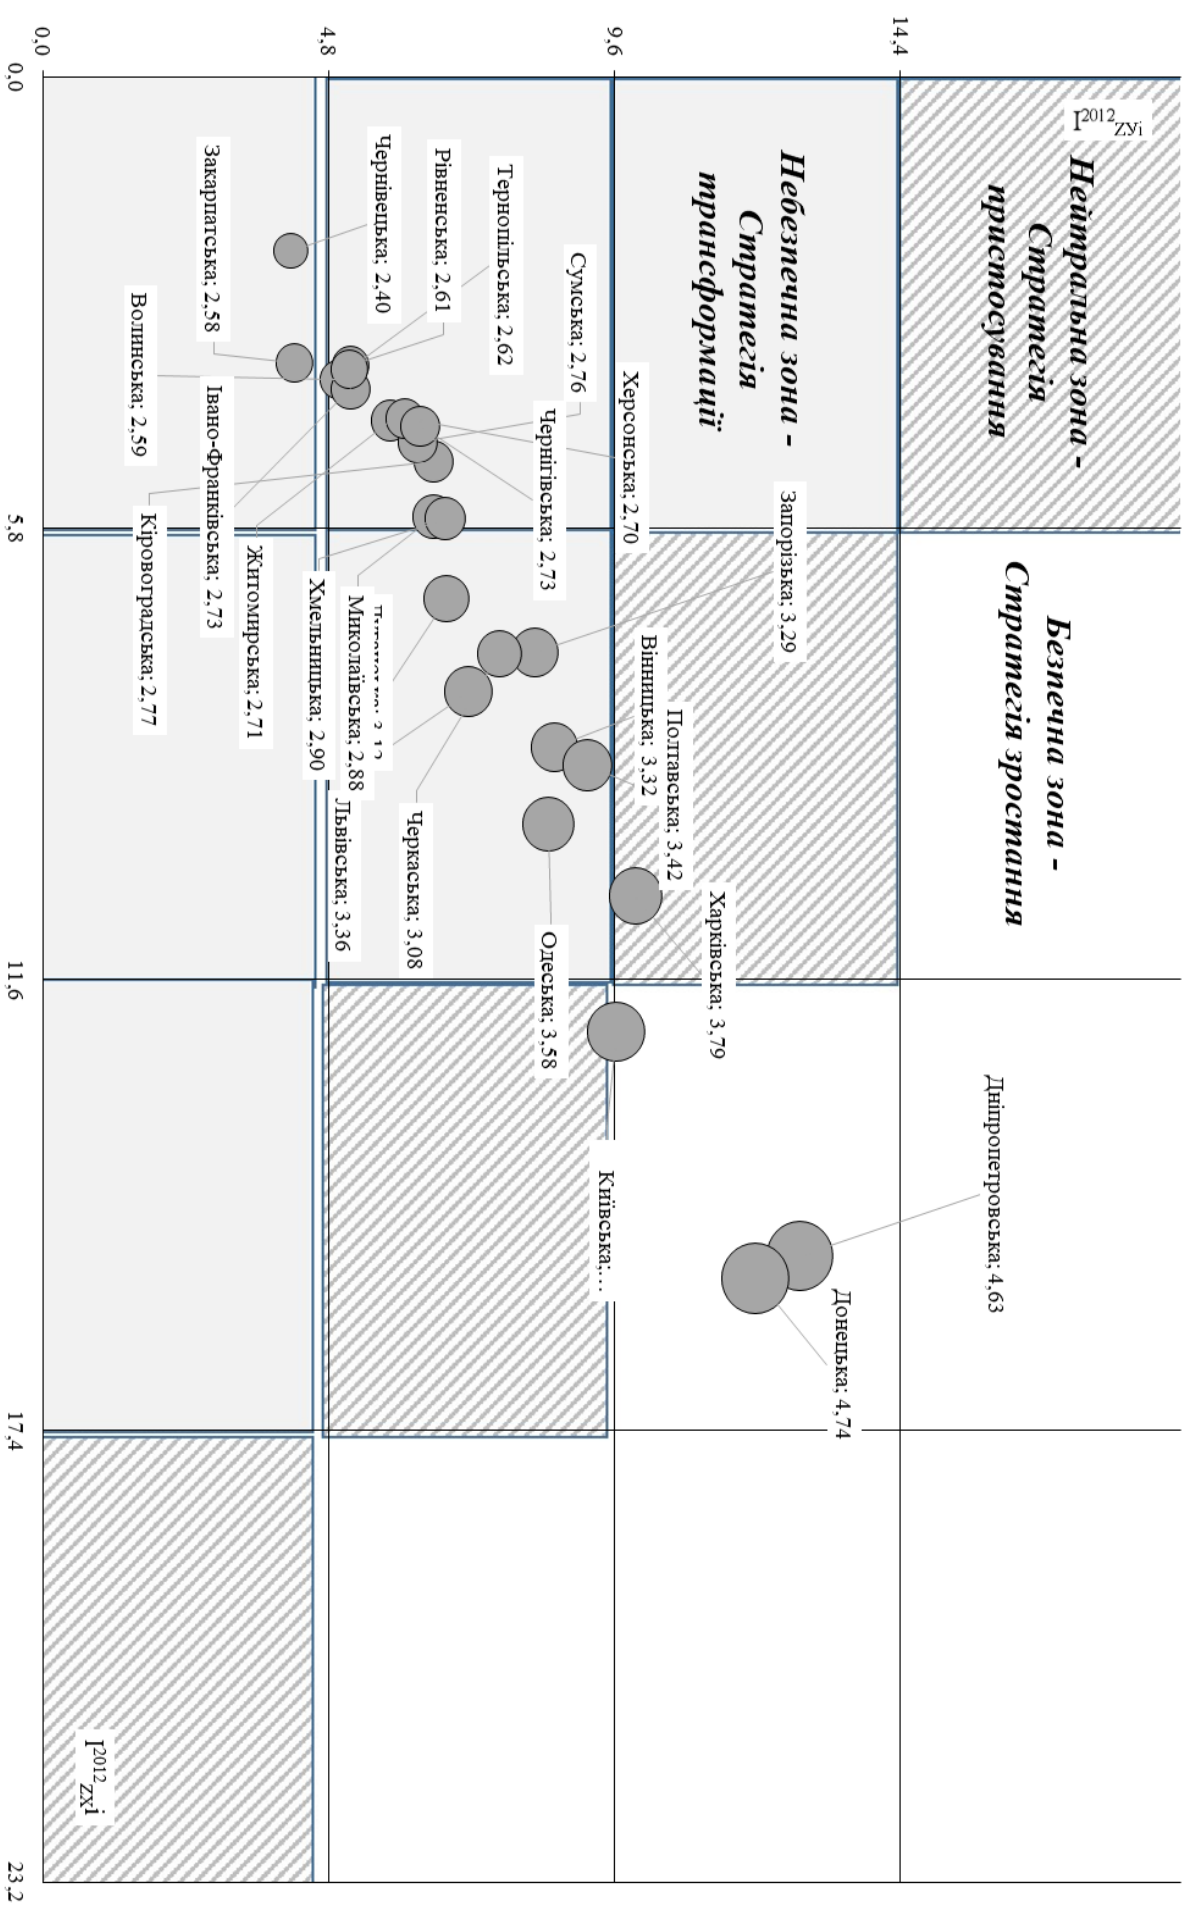 I²⁰¹²ZYi
Нейтральна зона -
Стратегія
пристосування
Безпечна зона -
Стратегія зростання
Небезпечна зона -
Стратегія
трансформації
14,4
9,6
4,8
0,0
Дніпропетровська; 4,63
Донецька; 4,74
Запорізька; 3,29
Харківська; 3,79
Полтавська; 3,42
Вінницька; 3,32
Херсонська; 2,70
Київська;…
Сумська; 2,76
Чернігівська; 2,73
Одеська; 3,58
Тернопільська; 2,62
Рівненська; 2,61
Чернівецька; 2,40
Черкаська; 3,08
Миколаївська; 2,88
Львівська; 3,36
Хмельницька; 2,90
Житомирська; 2,71
Закарпатська; 2,58
Івано-Франківська; 2,73
Волинська; 2,59
Кіровоградська; 2,77
I²⁰¹²ZXi
0,0
5,8
11,6
17,4
23,2